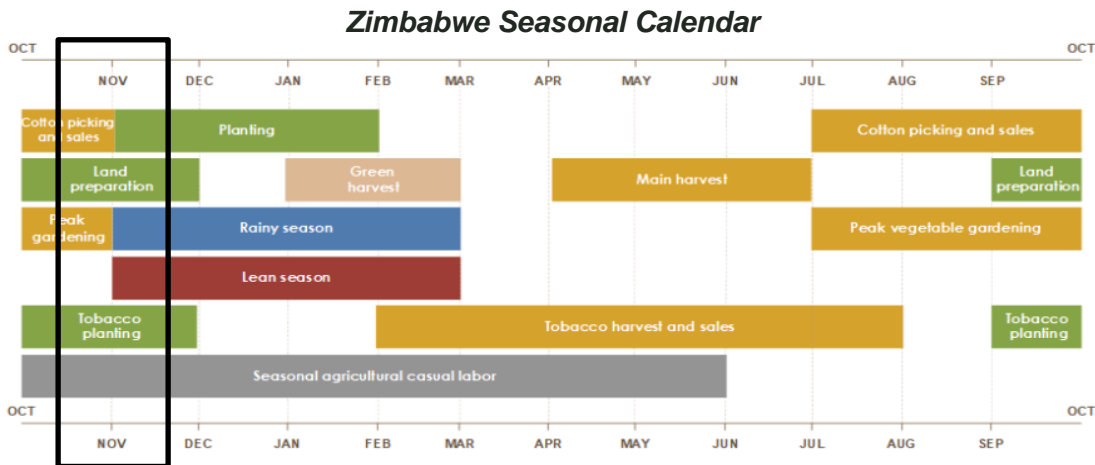 Zimbabwe Seasonal Calendar
OCT OCT
NOV DEC JAN FEB MAR APR MAY JUN JUL AUG SEP
Cotton picking
and sales
Planting
Cotton picking and sales
Land
preparation
Green
harvest
Main harvest
Land
preparation
Peak
gardening
Rainy season
Peak vegetable gardening
Lean season
Tobacco
planting
Tobacco harvest and sales
Tobacco
planting
Seasonal agricultural casual labor
OCT OCT
NOV DEC JAN FEB MAR APR MAY JUN JUL AUG SEP